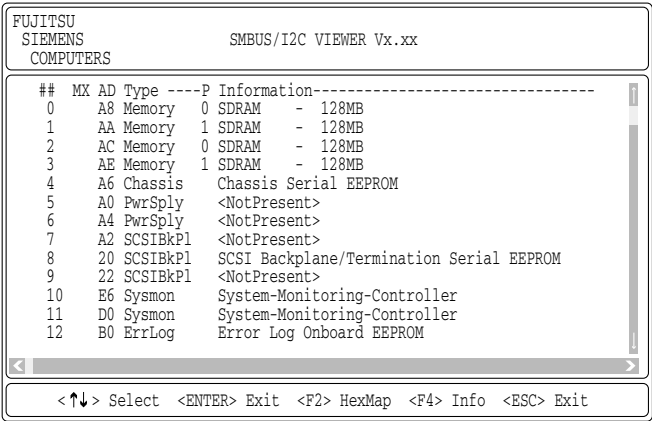 FUJITSU
SIEMENS SMBUS/I2C VIEWER Vx.xx
COMPUTERS
## MX AD Type ----P Information---------------------------------
0 A8 Memory 0 SDRAM - 128MB
1 AA Memory 1 SDRAM - 128MB
2 AC Memory 0 SDRAM - 128MB
3 AE Memory 1 SDRAM - 128MB
4 A6 Chassis Chassis Serial EEPROM
5 A0 PwrSply <NotPresent>
6 A4 PwrSply <NotPresent>
7 A2 SCSIBkPl <NotPresent>
8 20 SCSIBkPl SCSI Backplane/Termination Serial EEPROM
9 22 SCSIBkPl <NotPresent>
10 E6 Sysmon System-Monitoring-Controller
11 D0 Sysmon System-Monitoring-Controller
12 B0 ErrLog Error Log Onboard EEPROM
<↑↓> Select <ENTER> Exit <F2> HexMap <F4> Info <ESC> Exit